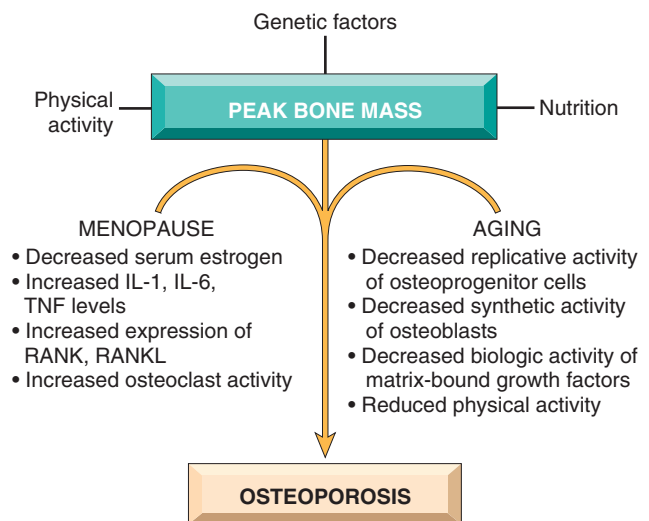 Genetic factors
Physical
activity
PEAK BONE MASS
Nutrition
MENOPAUSE
• Decreased serum estrogen
• Increased IL-1, IL-6,
TNF levels
• Increased expression of
RANK, RANKL
• Increased osteoclast activity
AGING
• Decreased replicative activity
of osteoprogenitor cells
• Decreased synthetic activity
of osteoblasts
• Decreased biologic activity of
matrix-bound growth factors
• Reduced physical activity
OSTEOPOROSIS